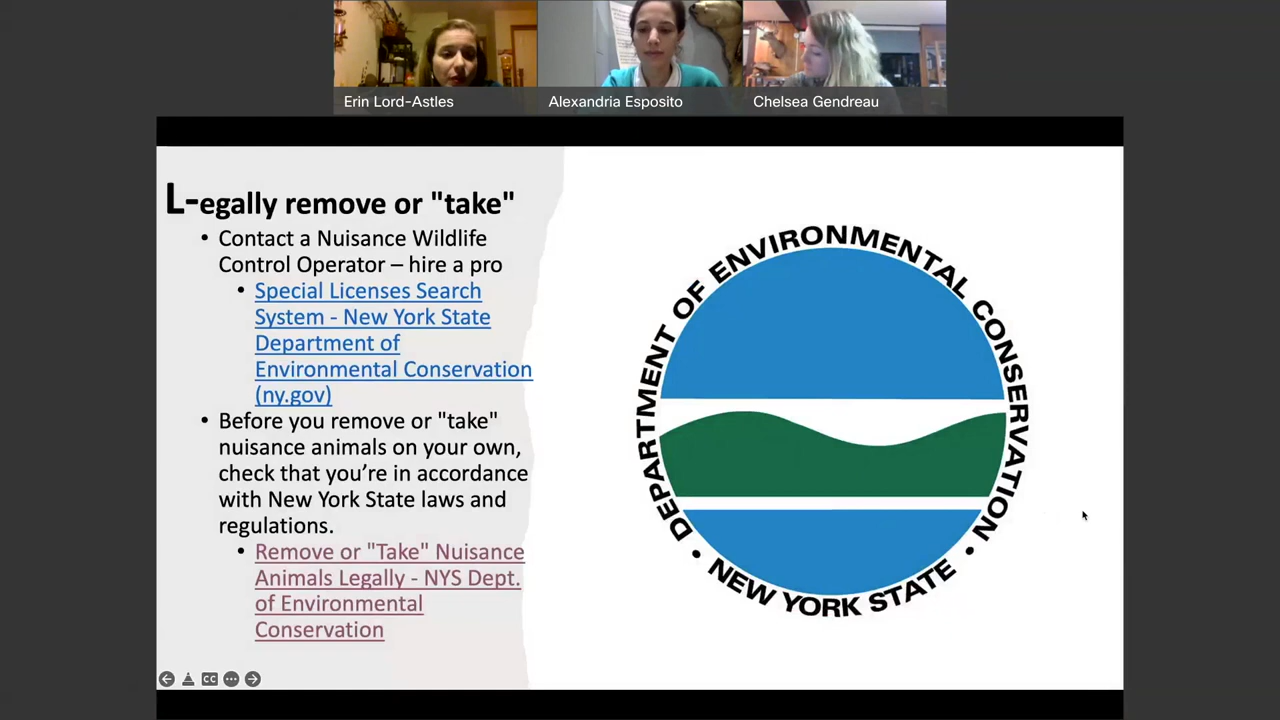 Erin Lord-Astles
Alexandria Esposito
Chelsea Gendreau
L-egally remove or "take"
• Contact a Nuisance Wildlife
Control Operator – hire a pro
• Special Licenses Search
System - New York State
Department of
Environmental Conservation
(ny.gov)
• Before you remove or "take"
nuisance animals on your own,
check that you’re in accordance
with New York State laws and
regulations.
• Remove or "Take" Nuisance
Animals Legally - NYS Dept.
of Environmental
Conservation
DEPARTMENT OF ENVIRONMENTAL CONSERVATION
• NEW YORK STATE •
CC